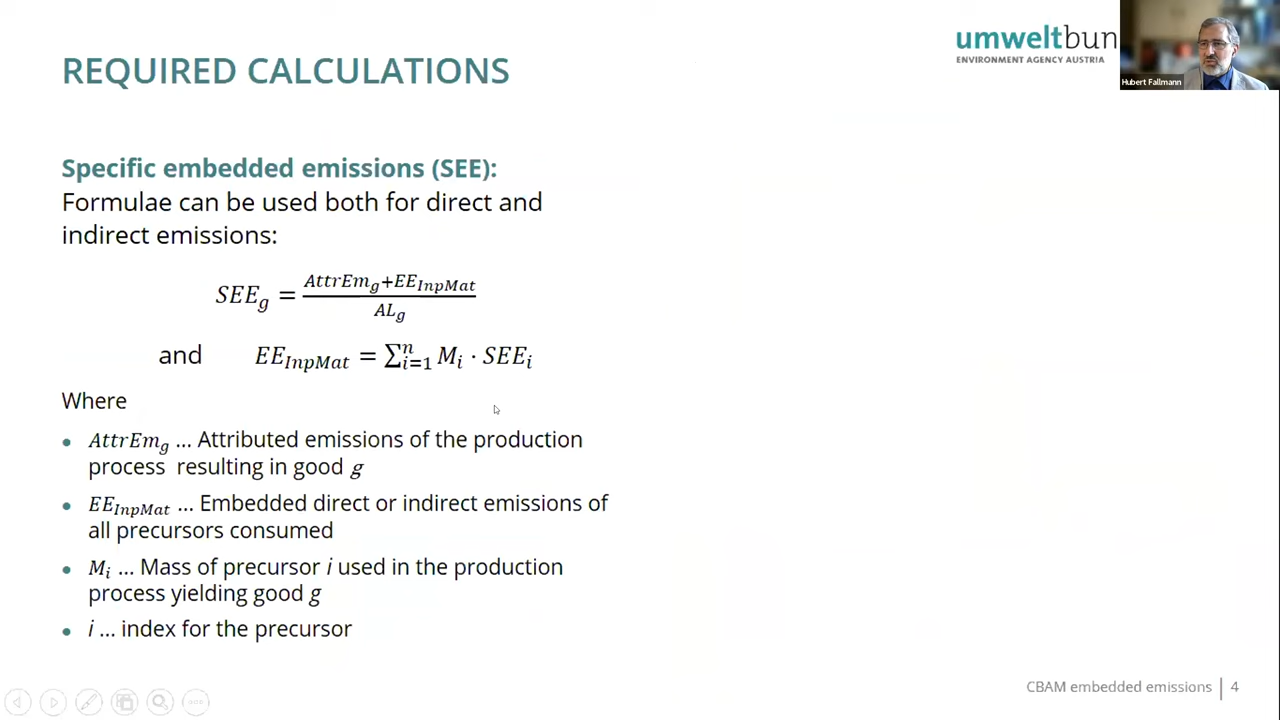 REQUIRED CALCULATIONS
umweltbun
ENVIRONMENT AGENCY AUSTRIA
Hubert Fallmann
Specific embedded emissions (SEE):
Formulae can be used both for direct and
indirect emissions:
SEE_g = (AttrEm_g+EE_InpMat) / AL_g
and EE_InpMat = ∑_{i=1}^{n} M_i · SEE_i
Where
• AttrEm_g ... Attributed emissions of the production
process resulting in good g
• EE_InpMat ... Embedded direct or indirect emissions of
all precursors consumed
• M_i ... Mass of precursor i used in the production
process yielding good g
• i ... index for the precursor
CBAM embedded emissions | 4